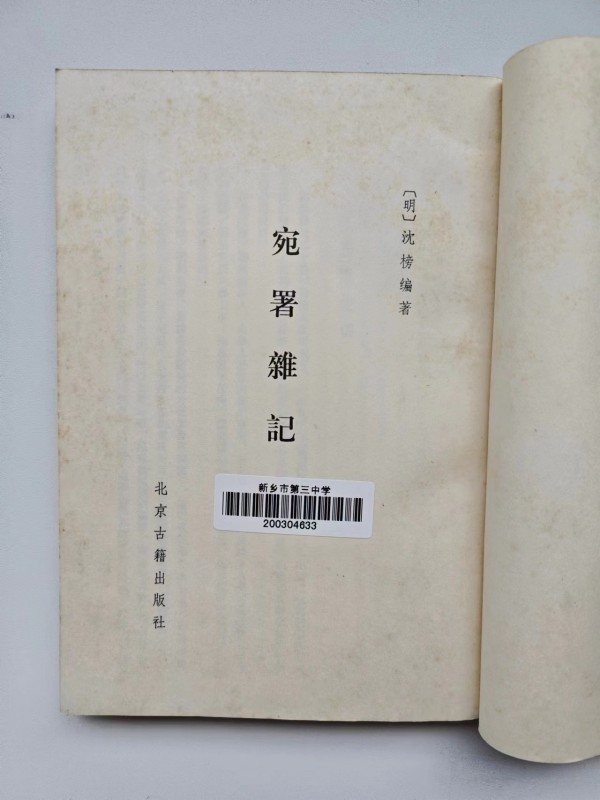 〔明〕沈榜编著
宛署雜記
北京古籍出版社
新乡市第三中学
200304633